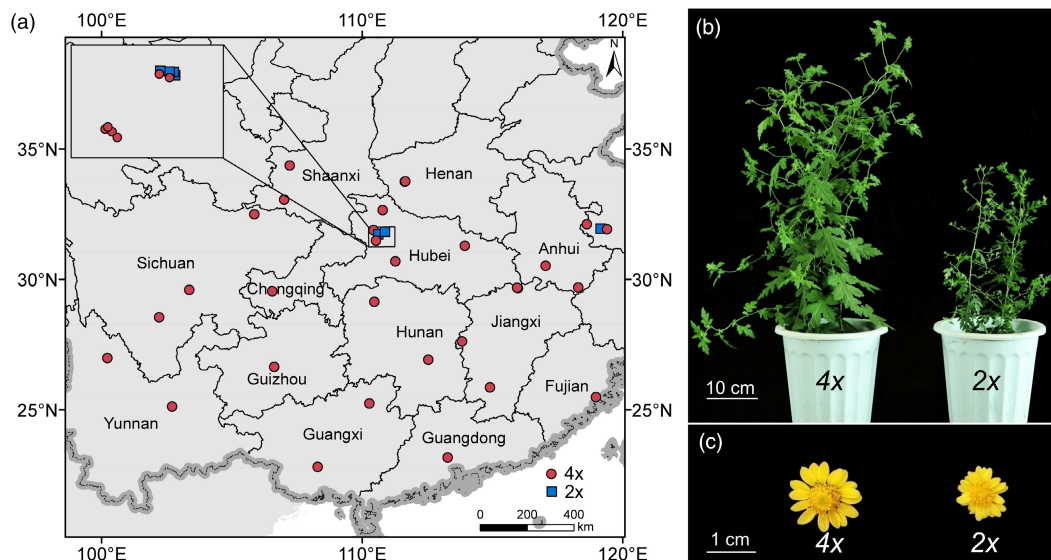 (a)
100°E
110°E
120°E
N
35°N
35°N
Shaanxi
Henan
Hubei
Anhui
30°N
30°N
Sichuan
Chongqing
Hunan
Jiangxi
Guizhou
Fujian
25°N
25°N
Yunnan
Guangxi
Guangdong
4x
2x
0 200 400
km
100°E
110°E
120°E
(b)
10 cm
4x
2x
(c)
1 cm
4x
2x